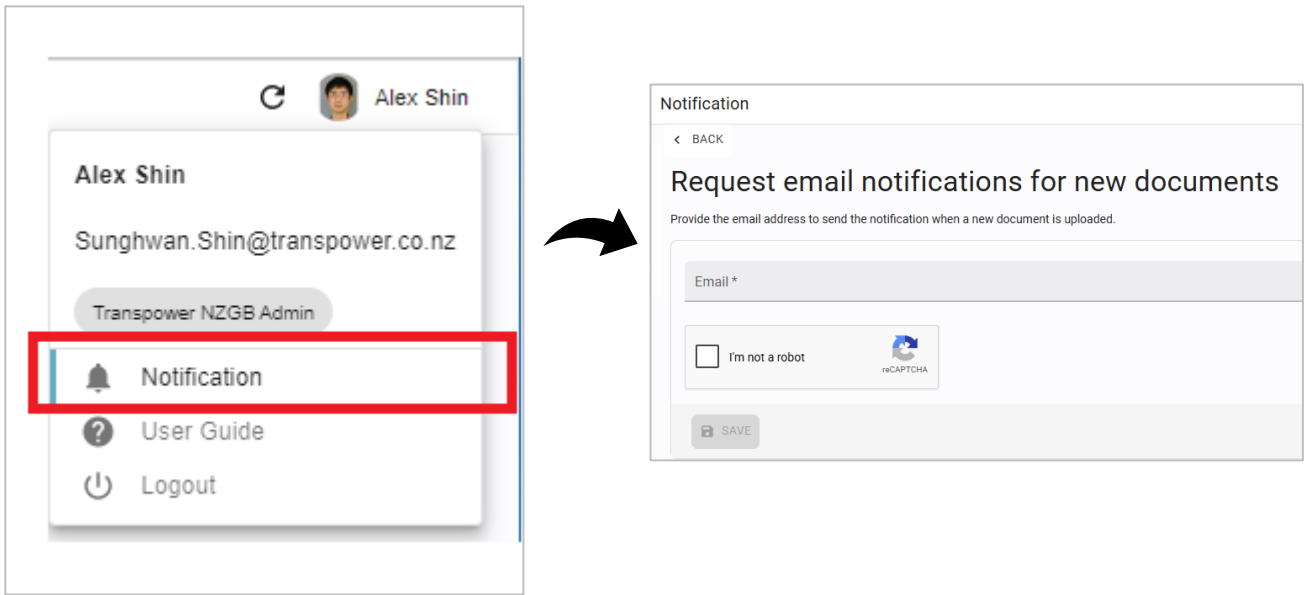 Alex Shin
Alex Shin
Sunghwan.Shin@transpower.co.nz
Transpower NZGB Admin
Notification
User Guide
Logout
Notification
BACK
Request email notifications for new documents
Provide the email address to send the notification when a new document is uploaded.
Email *
I'm not a robot
reCAPTCHA
SAVE